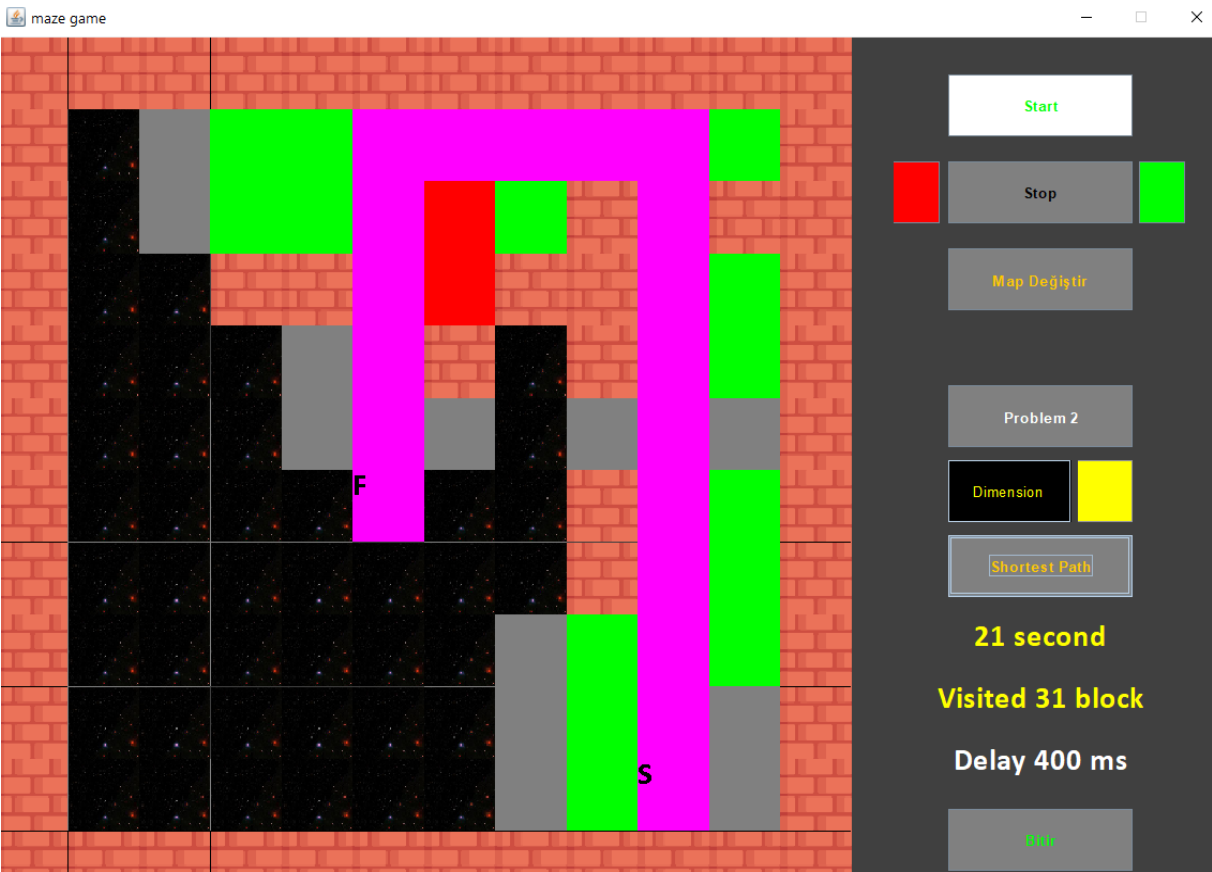 maze game
Start
Stop
Map Değiştir
Problem 2
F
Dimension
Shortest Path
21 second
Visited 31 block
S
Delay 400 ms
Bitir